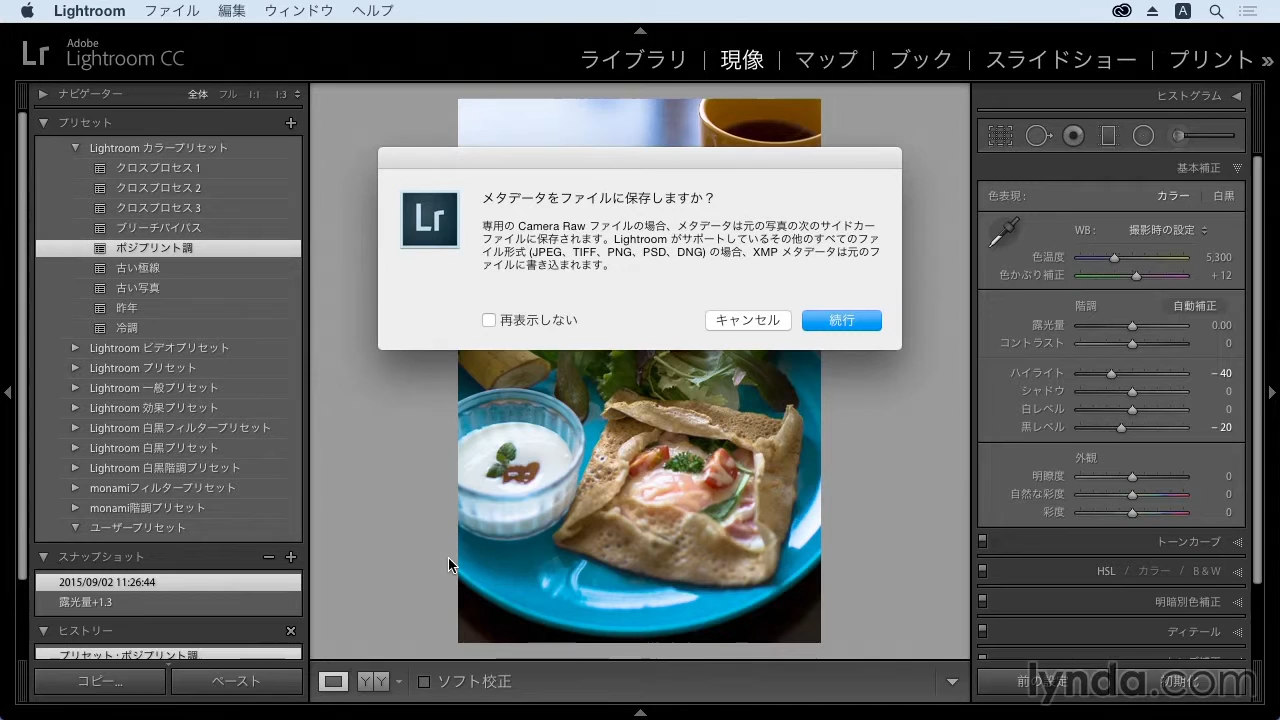 Lightroom ファイル 編集 ウィンドウ ヘルプ A
Lr Adobe Lightroom CC
ライブラリ | 現像 | マップ | ブック | スライドショー | プリント »
ナビゲーター 全体 フル 1:1 1:3
プリセット
Lightroom カラープリセット
クロスプロセス 1
クロスプロセス 2
クロスプロセス 3
ブリーチバイパス
ポジプリント調
古い極線
古い写真
昨年
冷調
Lightroom ビデオプリセット
Lightroom プリセット
Lightroom 一般プリセット
Lightroom 効果プリセット
Lightroom 白黒フィルタープリセット
Lightroom 白黒プリセット
Lightroom 白黒階調プリセット
monamiフィルタープリセット
monami階調プリセット
ユーザープリセット
スナップショット
2015/09/02 11:26:44
露光量+1.3
ヒストリー
プリセット : ポジプリント調
コピー... ペースト
Lr
メタデータをファイルに保存しますか？
専用の Camera Raw ファイルの場合、メタデータは元の写真の次のサイドカー
ファイルに保存されます。Lightroom がサポートしているその他のすべてのファ
イル形式 (JPEG、TIFF、PNG、PSD、DNG) の場合、XMP メタデータは元のフ
ァイルに書き込まれます。
再表示しない キャンセル 続行
YY ソフト校正
ヒストグラム
基本補正
色表現 : カラー 白黒
WB : 撮影時の設定
色温度 5,300
色かぶり補正 + 12
階調 自動補正
露光量 0.00
コントラスト 0
ハイライト − 40
シャドウ 0
白レベル 0
黒レベル − 20
外観
明瞭度 0
自然な彩度 0
彩度 0
トーンカーブ
HSL / カラー / B & W
明暗別色補正
ディテール
初期化
lynda.com